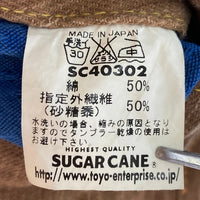 MADE IN JAPAN
手洗イ
30
SC40302
綿 50%
指定外繊維 50%
(砂糖黍)
水洗いの場合、縮みの原因となり
ますのでタンブラー乾燥の使用は
お避け下さい。
HIGHEST QUALITY
SUGAR CANE®
http://www.toyo-enterprise.co.jp/